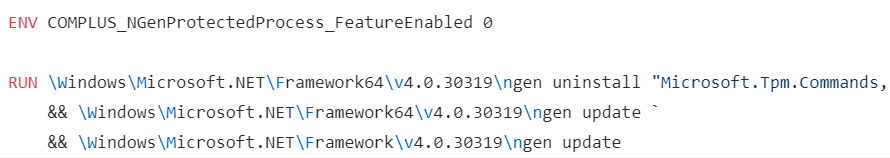 ENV COMPLUS_NGenProtectedProcess_FeatureEnabled 0
RUN \Windows\Microsoft.NET\Framework64\v4.0.30319\ngen uninstall "Microsoft.Tpm.Commands,
&& \Windows\Microsoft.NET\Framework64\v4.0.30319\ngen update `
&& \Windows\Microsoft.NET\Framework\v4.0.30319\ngen update